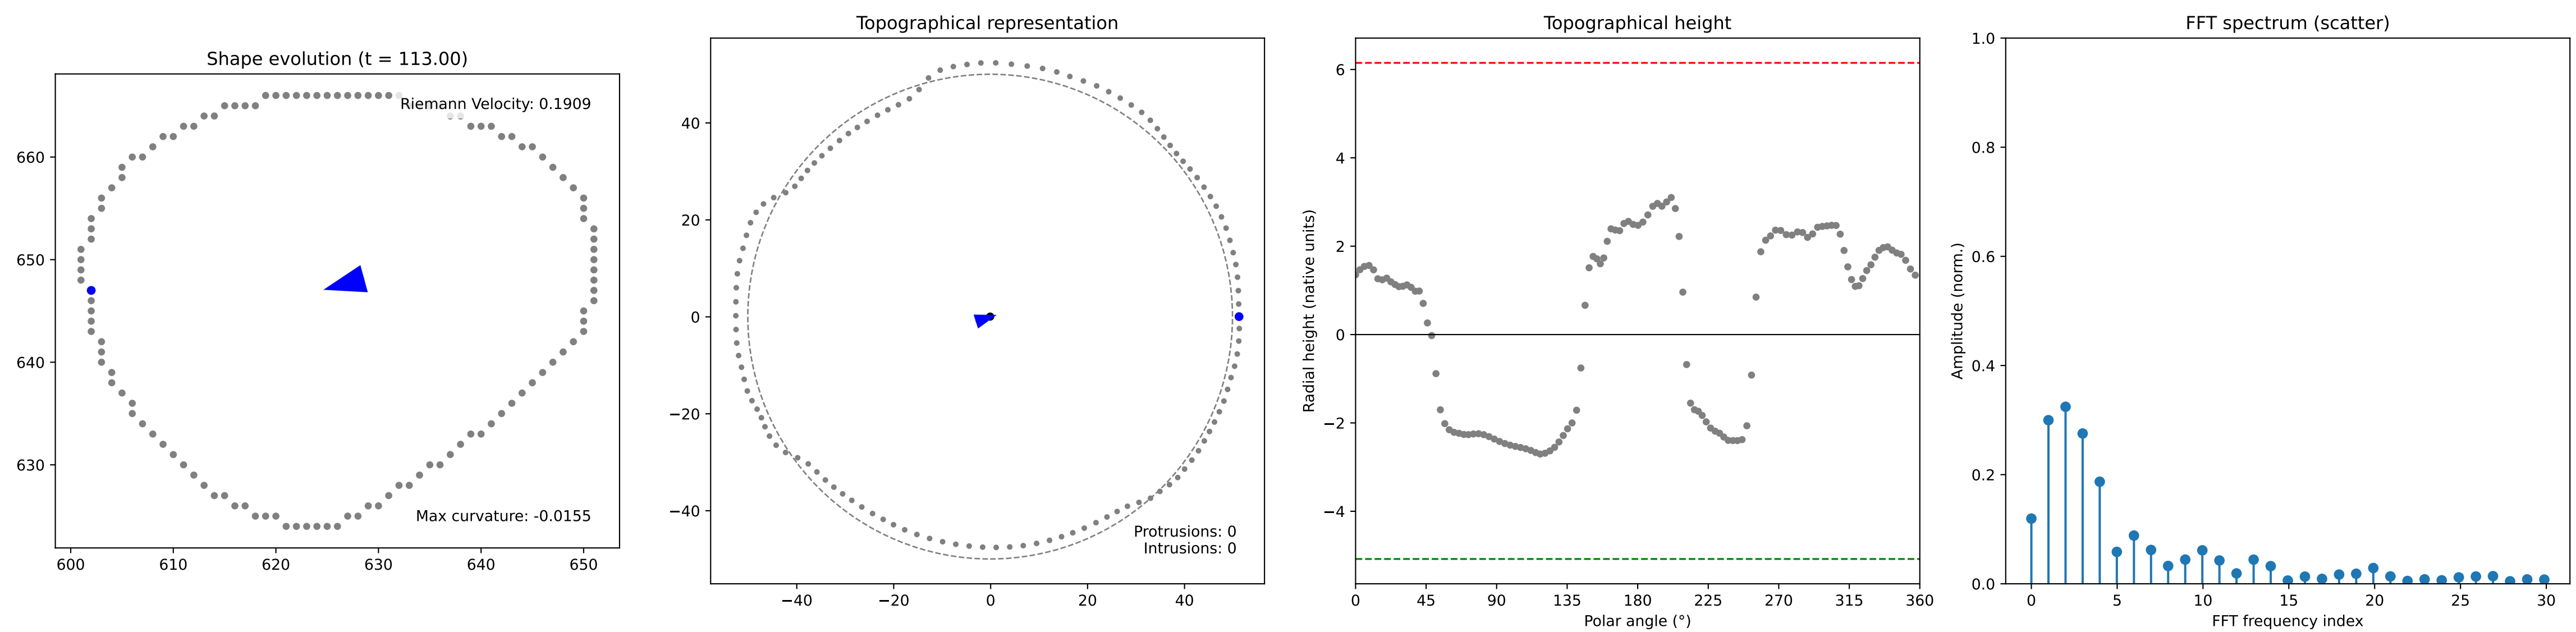 Shape evolution (t = 113.00)
Riemann Velocity: 0.1909
Max curvature: -0.0155
660
650
640
630
600 610 620 630 640 650
Topographical representation
40
20
0
−20
−40
−40 −20 0 20 40
Protrusions: 0
Intrusions: 0
Topographical height
Radial height (native units)
6
4
2
0
−2
−4
0 45 90 135 180 225 270 315 360
Polar angle (°)
FFT spectrum (scatter)
Amplitude (norm.)
1.0
0.8
0.6
0.4
0.2
0.0
0 5 10 15 20 25 30
FFT frequency index